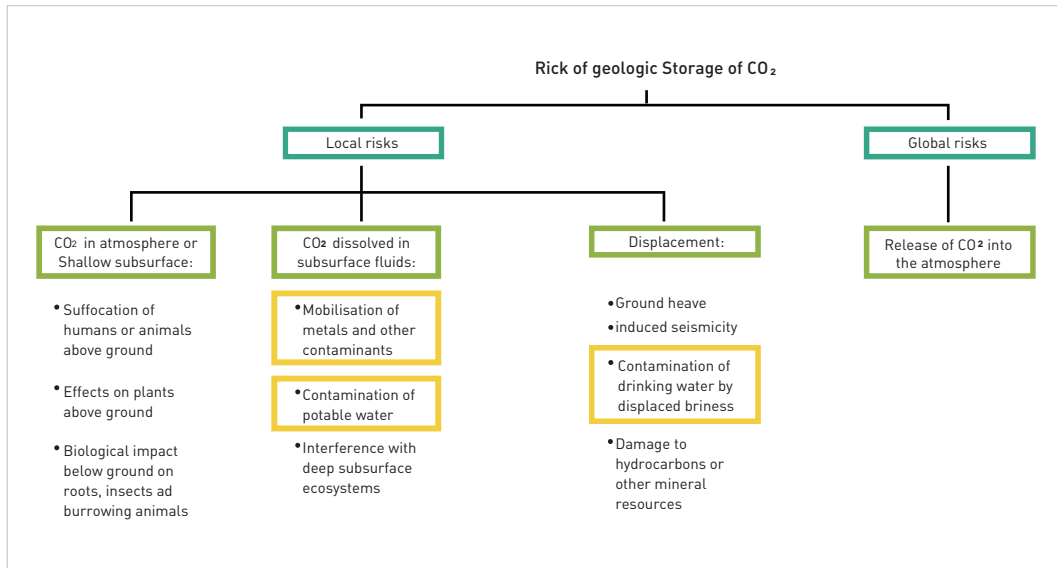 Rick of geologic Storage of CO₂
Local risks
Global risks
CO₂ in atmosphere or
Shallow subsurface:
CO² dissolved in
subsurface fluids:
Displacement:
Release of CO² into
the atmosphere
• Suffocation of
humans or animals
above ground
• Effects on plants
above ground
• Biological impact
below ground on
roots, insects ad
burrowing animals
• Mobilisation of
metals and other
contaminants
• Contamination of
potable water
• Interference with
deep subsurface
ecosystems
• Ground heave
• induced seismicity
• Contamination of
drinking water by
displaced briness
• Damage to
hydrocarbons or
other mineral
resources